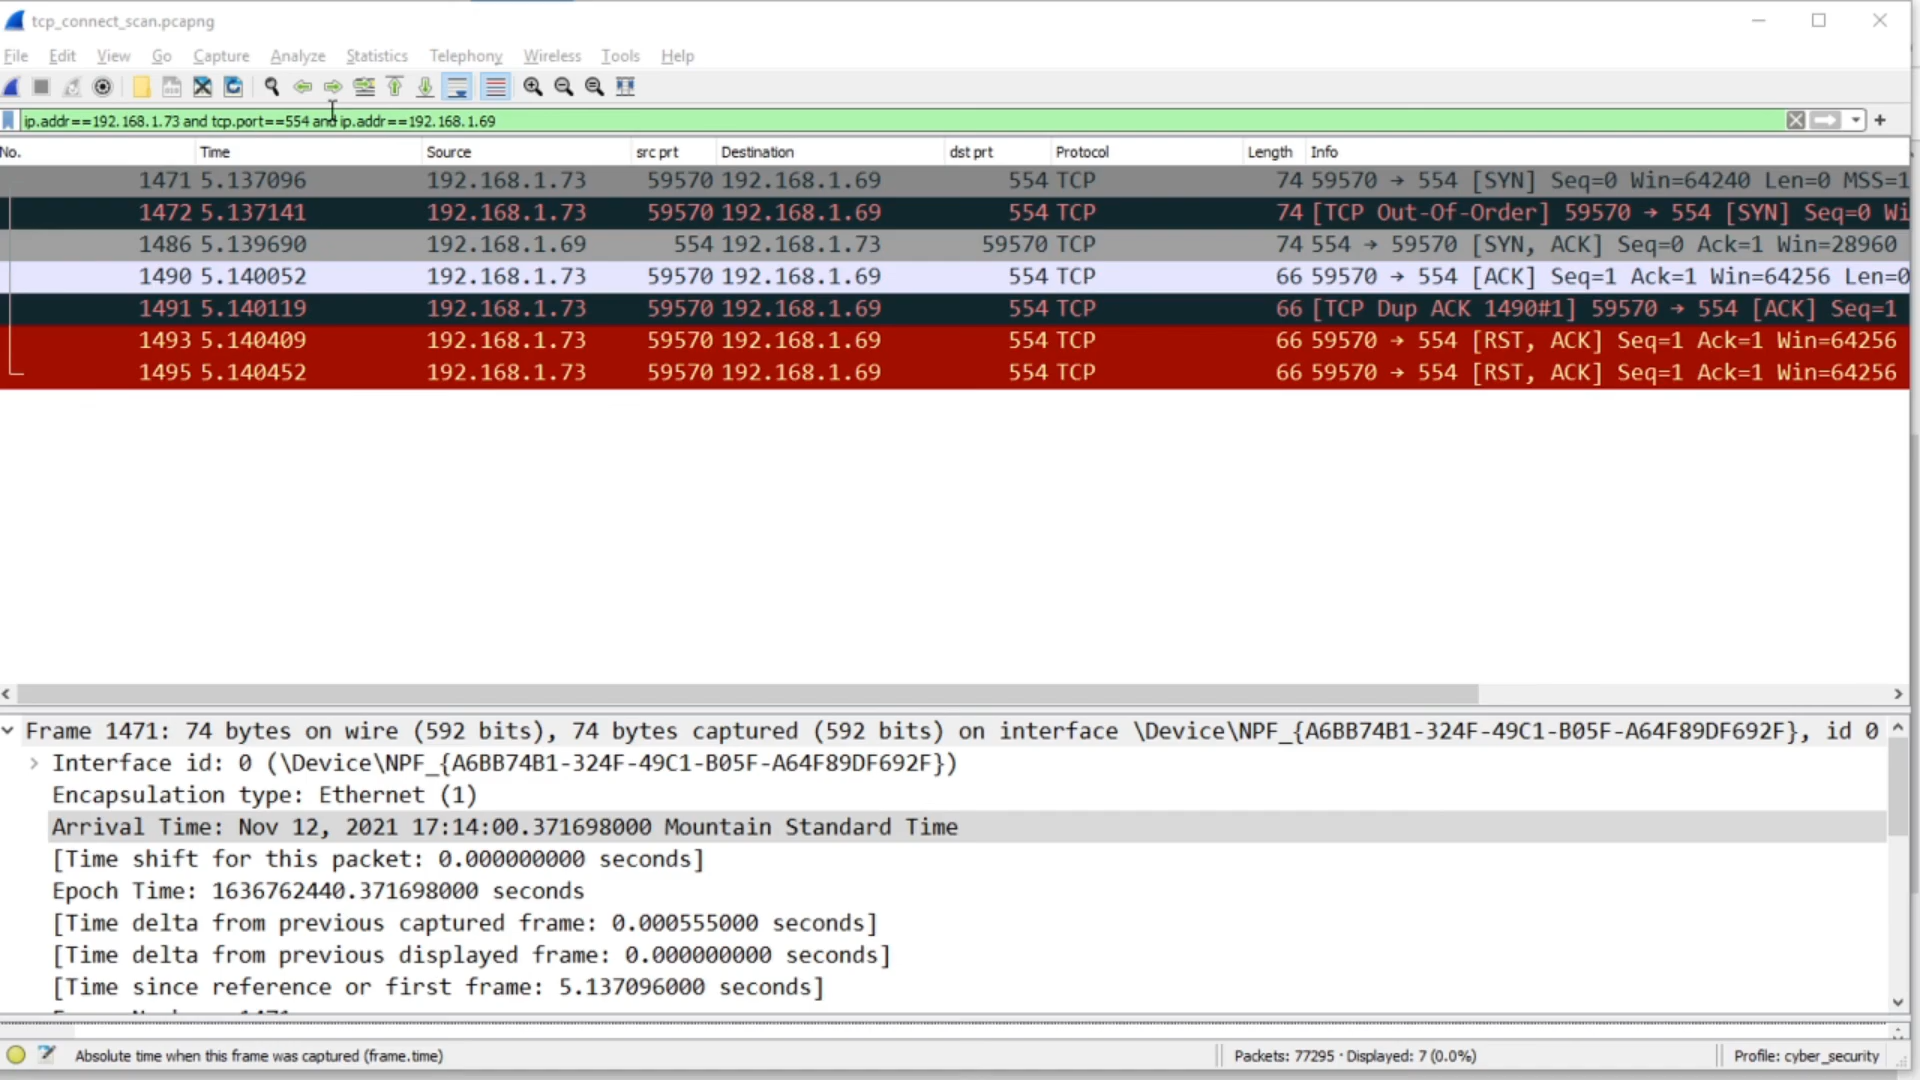 tcp_connect_scan.pcapng
File Edit View Go Capture Analyze Statistics Telephony Wireless Tools Help
ip.addr==192.168.1.73 and tcp.port==554 and ip.addr==192.168.1.69
No. Time Source src prt Destination dst prt Protocol Length Info
1471 5.137096 192.168.1.73 59570 192.168.1.69 554 TCP 74 59570 → 554 [SYN] Seq=0 Win=64240 Len=0 MSS=1
1472 5.137141 192.168.1.73 59570 192.168.1.69 554 TCP 74 [TCP Out-Of-Order] 59570 → 554 [SYN] Seq=0 Wi
1486 5.139690 192.168.1.69 554 192.168.1.73 59570 TCP 74 554 → 59570 [SYN, ACK] Seq=0 Ack=1 Win=28960
1490 5.140052 192.168.1.73 59570 192.168.1.69 554 TCP 66 59570 → 554 [ACK] Seq=1 Ack=1 Win=64256 Len=0
1491 5.140119 192.168.1.73 59570 192.168.1.69 554 TCP 66 [TCP Dup ACK 1490#1] 59570 → 554 [ACK] Seq=1
1493 5.140409 192.168.1.73 59570 192.168.1.69 554 TCP 66 59570 → 554 [RST, ACK] Seq=1 Ack=1 Win=64256
1495 5.140452 192.168.1.73 59570 192.168.1.69 554 TCP 66 59570 → 554 [RST, ACK] Seq=1 Ack=1 Win=64256
Frame 1471: 74 bytes on wire (592 bits), 74 bytes captured (592 bits) on interface \Device\NPF_{A6BB74B1-324F-49C1-B05F-A64F89DF692F}, id 0
Interface id: 0 (\Device\NPF_{A6BB74B1-324F-49C1-B05F-A64F89DF692F})
Encapsulation type: Ethernet (1)
Arrival Time: Nov 12, 2021 17:14:00.371698000 Mountain Standard Time
[Time shift for this packet: 0.000000000 seconds]
Epoch Time: 1636762440.371698000 seconds
[Time delta from previous captured frame: 0.000555000 seconds]
[Time delta from previous displayed frame: 0.000000000 seconds]
[Time since reference or first frame: 5.137096000 seconds]
Absolute time when this frame was captured (frame.time) Packets: 77295 · Displayed: 7 (0.0%) Profile: cyber_security